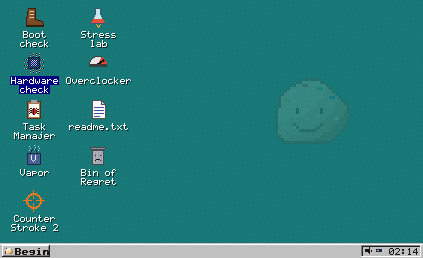 Boot
check
Stress
lab
Hardware
check
Overclocker
Task
Manajer
readme.txt
V
Vapor
Bin of
Regret
Counter
Stroke 2
Begin
02:14